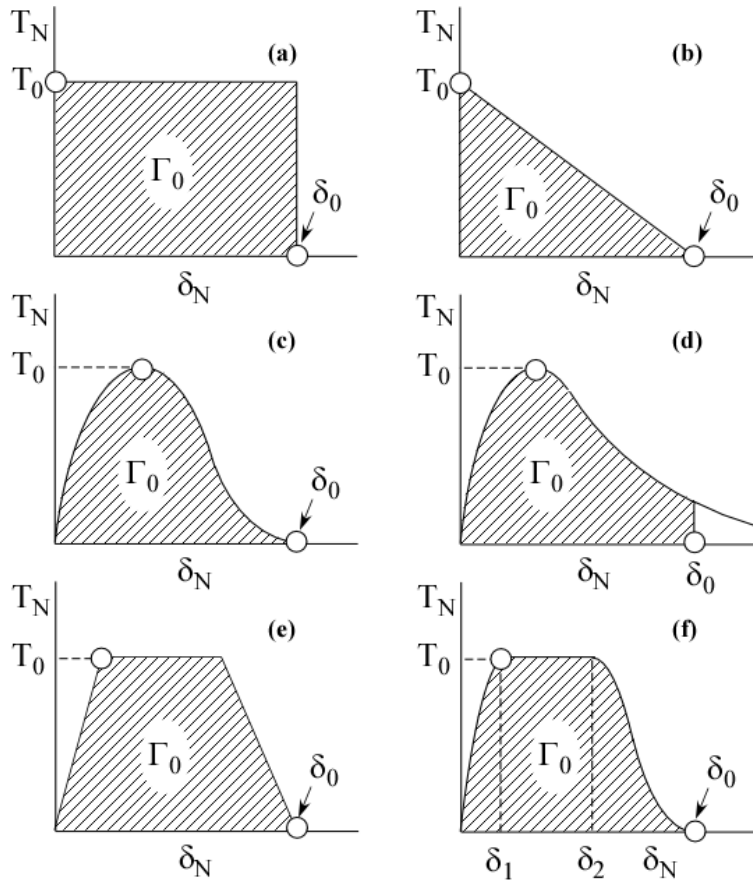 T_N (a)
T_0
Γ_0
δ_0
δ_N
T_N (b)
T_0
Γ_0
δ_0
δ_N
T_N (c)
T_0
Γ_0
δ_0
δ_N
T_N (d)
T_0
Γ_0
δ_N δ_0
T_N (e)
T_0
Γ_0
δ_0
δ_N
T_N (f)
T_0
Γ_0
δ_0
δ_1 δ_2 δ_N